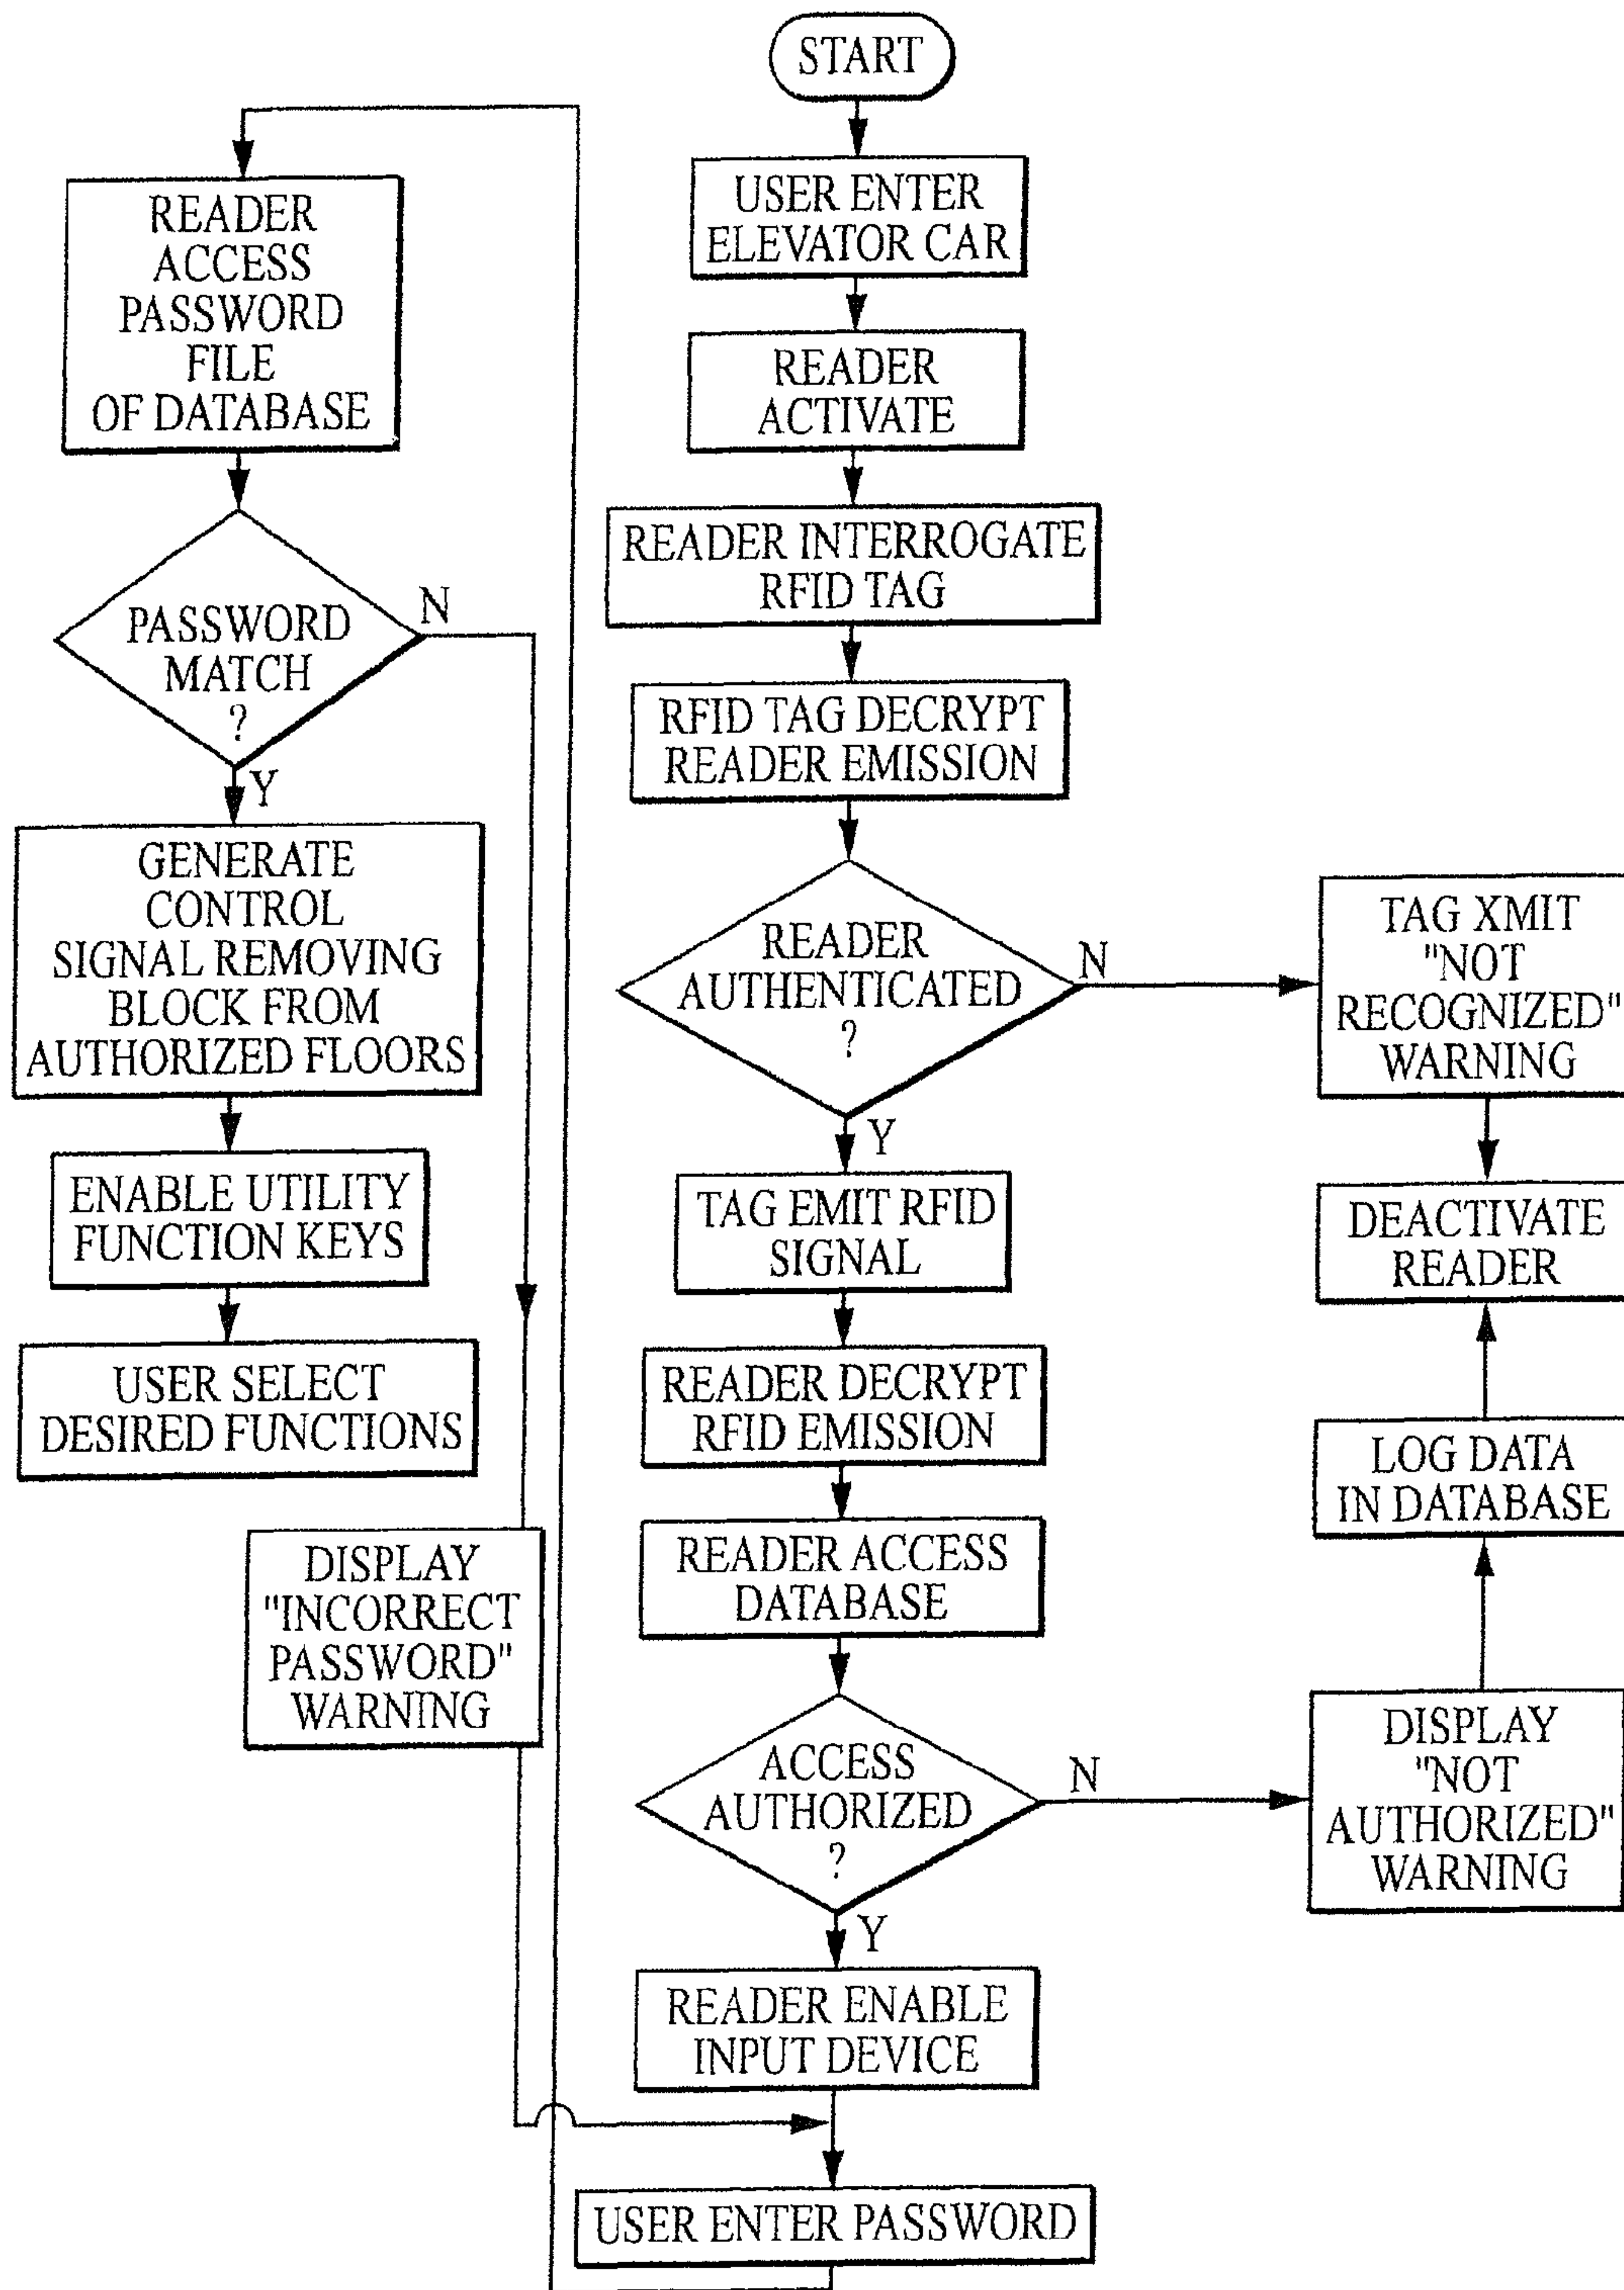 START
USER ENTER
ELEVATOR CAR
READER
ACTIVATE
READER INTERROGATE
RFID TAG
RFID TAG DECRYPT
READER EMISSION
READER
AUTHENTICATED
?
N
TAG XMIT
"NOT
RECOGNIZED"
WARNING
DEACTIVATE
READER
Y
TAG EMIT RFID
SIGNAL
READER DECRYPT
RFID EMISSION
READER ACCESS
DATABASE
ACCESS
AUTHORIZED
?
N
DISPLAY
"NOT
AUTHORIZED"
WARNING
LOG DATA
IN DATABASE
Y
READER ENABLE
INPUT DEVICE
USER ENTER PASSWORD
READER
ACCESS
PASSWORD
FILE
OF DATABASE
PASSWORD
MATCH
?
N
DISPLAY
"INCORRECT
PASSWORD"
WARNING
Y
GENERATE
CONTROL
SIGNAL REMOVING
BLOCK FROM
AUTHORIZED FLOORS
ENABLE UTILITY
FUNCTION KEYS
USER SELECT
DESIRED FUNCTIONS